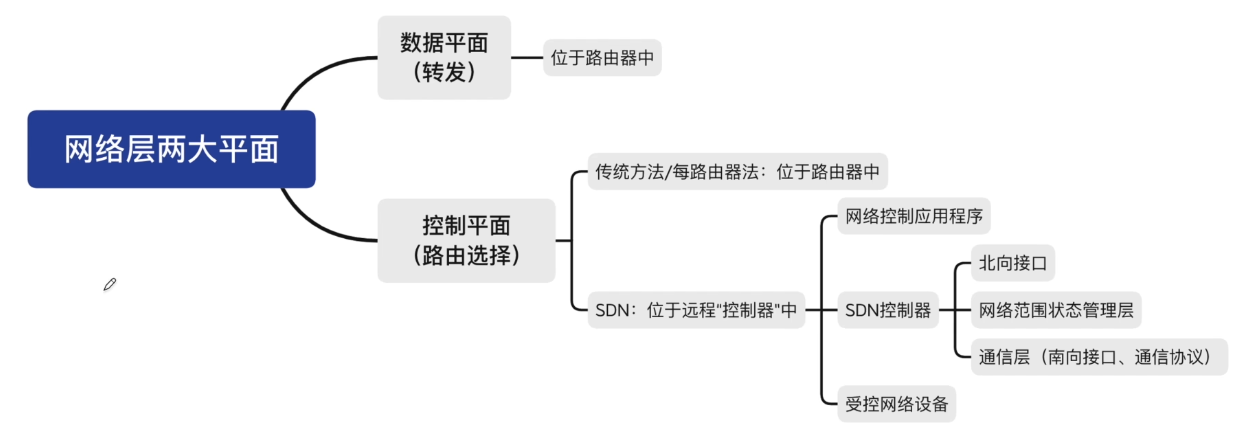 网络层两大平面
数据平面
（转发）
位于路由器中
控制平面
（路由选择）
传统方法/每路由器法：位于路由器中
SDN：位于远程"控制器"中
网络控制应用程序
SDN控制器
北向接口
网络范围状态管理层
通信层（南向接口、通信协议）
受控网络设备